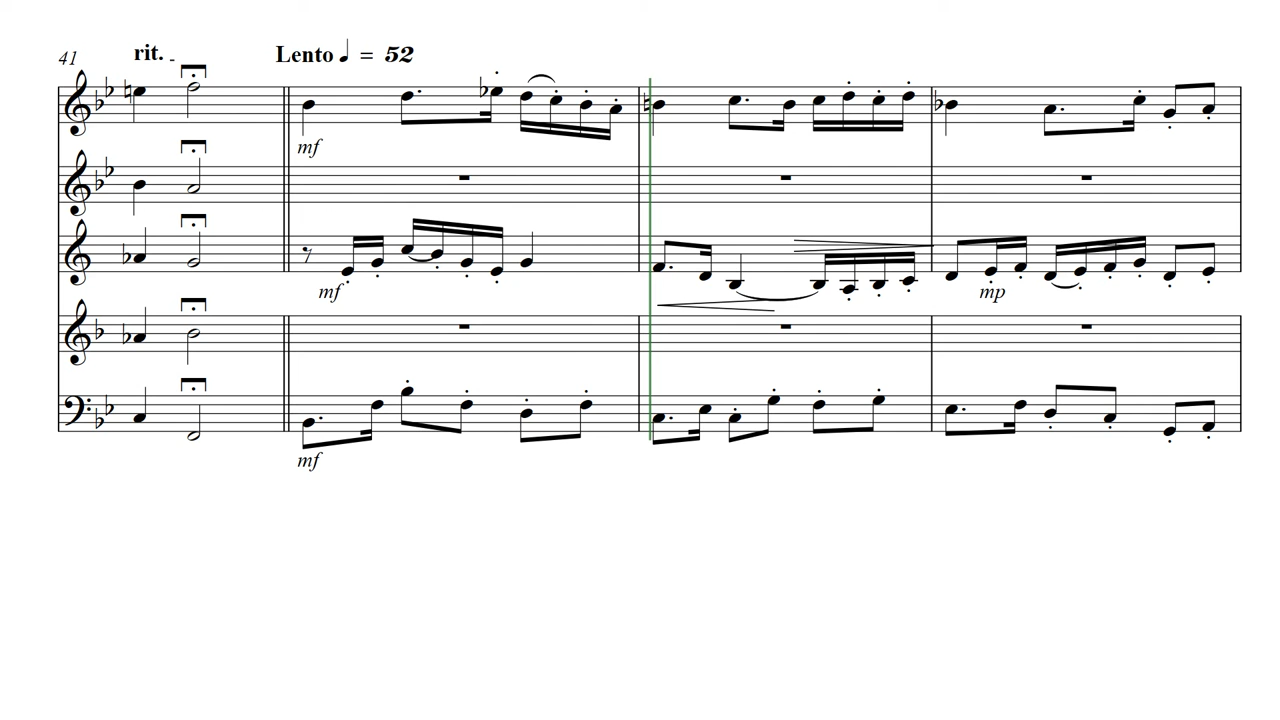 41 rit. - Lento ♩ = 52
mf
mf mp
mf